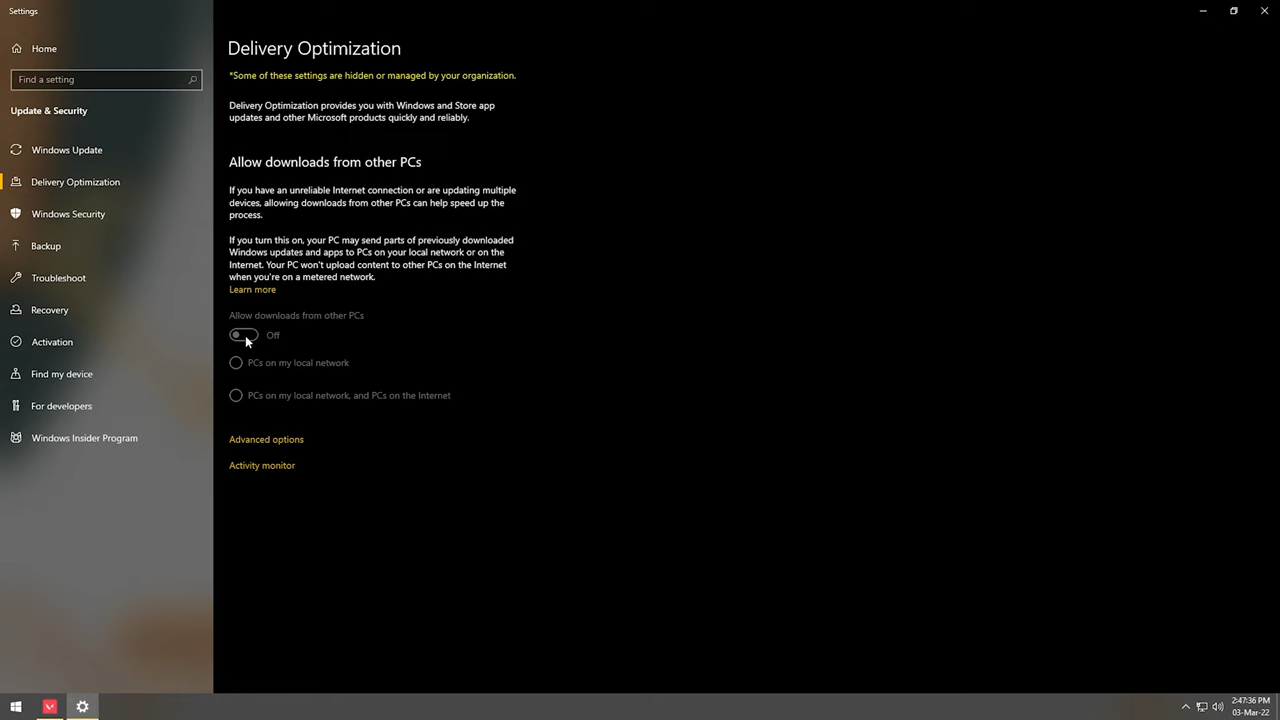 Settings
Home
Find a setting
Update & Security
Windows Update
Delivery Optimization
Windows Security
Backup
Troubleshoot
Recovery
Activation
Find my device
For developers
Windows Insider Program
Delivery Optimization
*Some of these settings are hidden or managed by your organization.
Delivery Optimization provides you with Windows and Store app
updates and other Microsoft products quickly and reliably.
Allow downloads from other PCs
If you have an unreliable Internet connection or are updating multiple
devices, allowing downloads from other PCs can help speed up the
process.
If you turn this on, your PC may send parts of previously downloaded
Windows updates and apps to PCs on your local network or on the
Internet. Your PC won't upload content to other PCs on the Internet
when you're on a metered network.
Learn more
Allow downloads from other PCs
Off
PCs on my local network
PCs on my local network, and PCs on the Internet
Advanced options
Activity monitor
2:47:36 PM
03-Mar-22